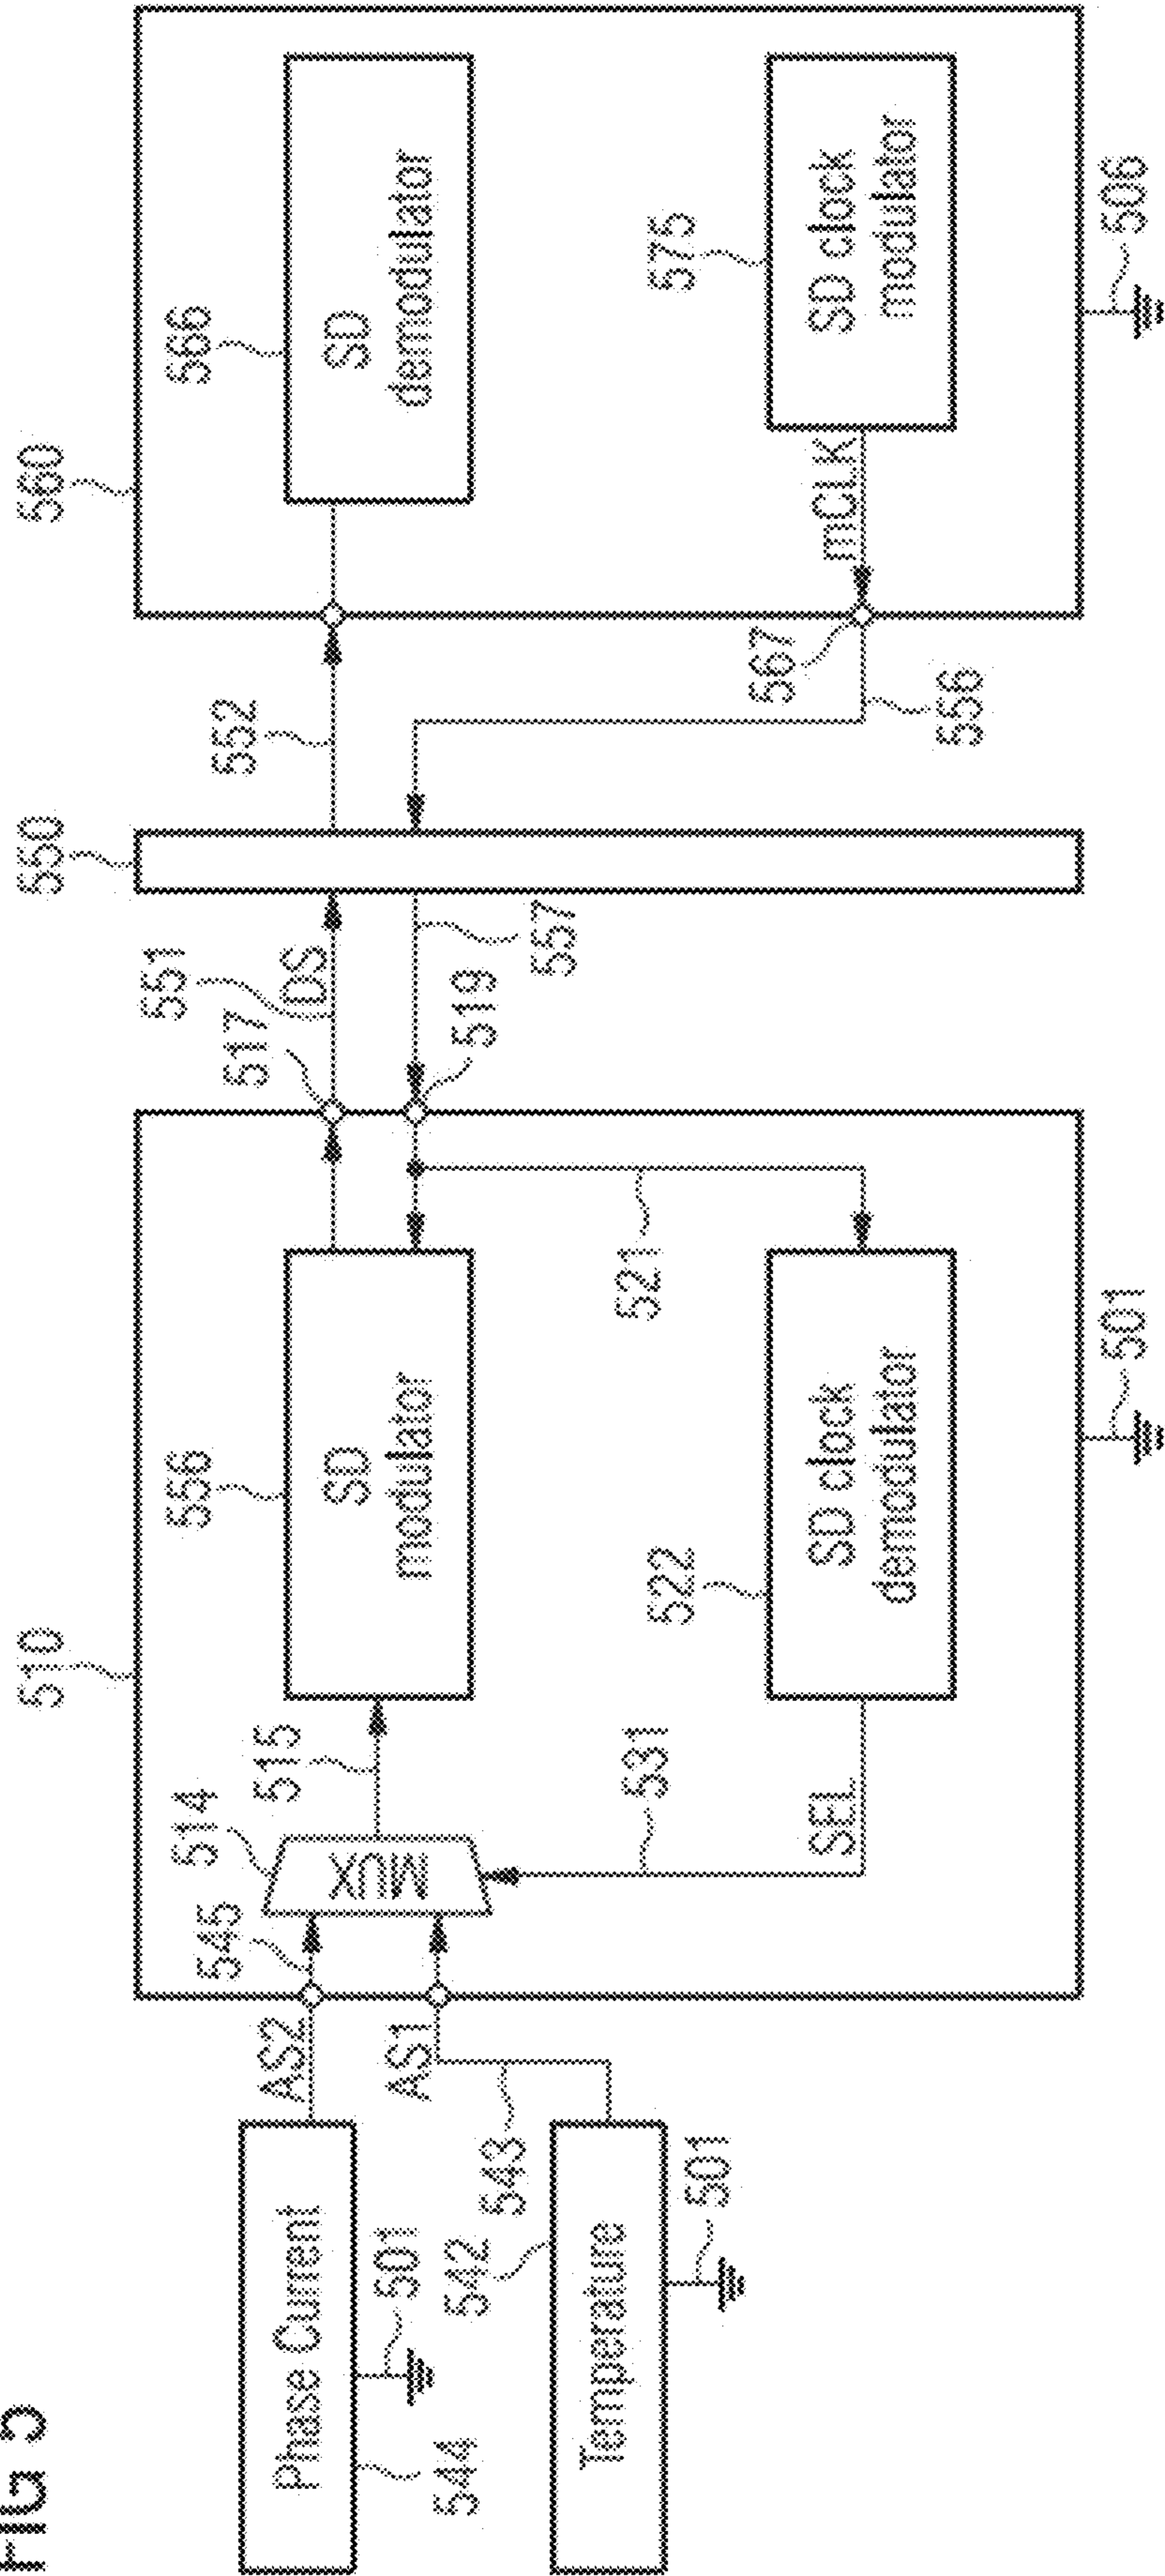 FIG 5
510
550
560
544
Phase Current
501
AS2
545
514
MUX
515
556
SD
modulator
517
551
DS
552
566
SD
demodulator
542
Temperature
501
543
AS1
SEL
531
522
SD clock
demodulator
521
519
557
556
567
mCLK
575
SD clock
modulator
501
506